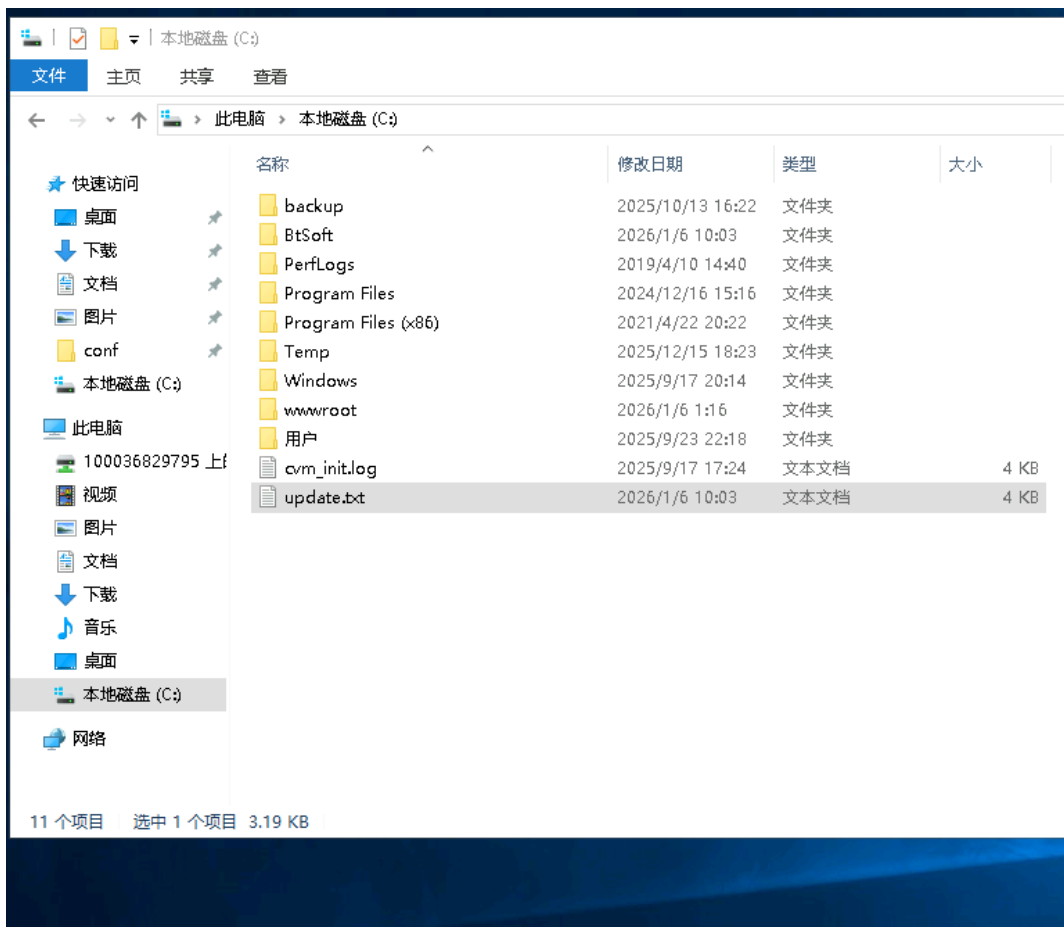 本地磁盘 (C:)
文件 主页 共享 查看
此电脑 本地磁盘 (C:)
名称 修改日期 类型 大小
快速访问
桌面
下载
文档
图片
conf
本地磁盘 (C:)
此电脑
100036829795 上的
视频
图片
文档
下载
音乐
桌面
本地磁盘 (C:)
网络
backup 2025/10/13 16:22 文件夹
BtSoft 2026/1/6 10:03 文件夹
PerfLogs 2019/4/10 14:40 文件夹
Program Files 2024/12/16 15:16 文件夹
Program Files (x86) 2021/4/22 20:22 文件夹
Temp 2025/12/15 18:23 文件夹
Windows 2025/9/17 20:14 文件夹
wwwroot 2026/1/6 1:16 文件夹
用户 2025/9/23 22:18 文件夹
cvm_init.log 2025/9/17 17:24 文本文档 4 KB
update.txt 2026/1/6 10:03 文本文档 4 KB
11 个项目 选中 1 个项目 3.19 KB